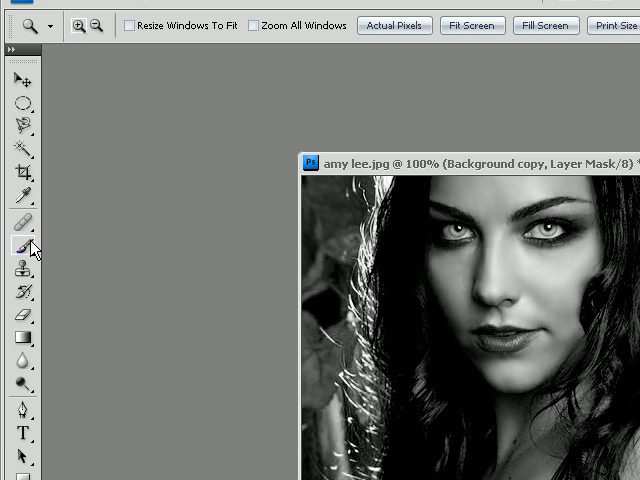 Resize Windows To Fit Zoom All Windows Actual Pixels Fit Screen Fill Screen Print Size
Ps amy lee.jpg @ 100% (Background copy, Layer Mask/8) *
T